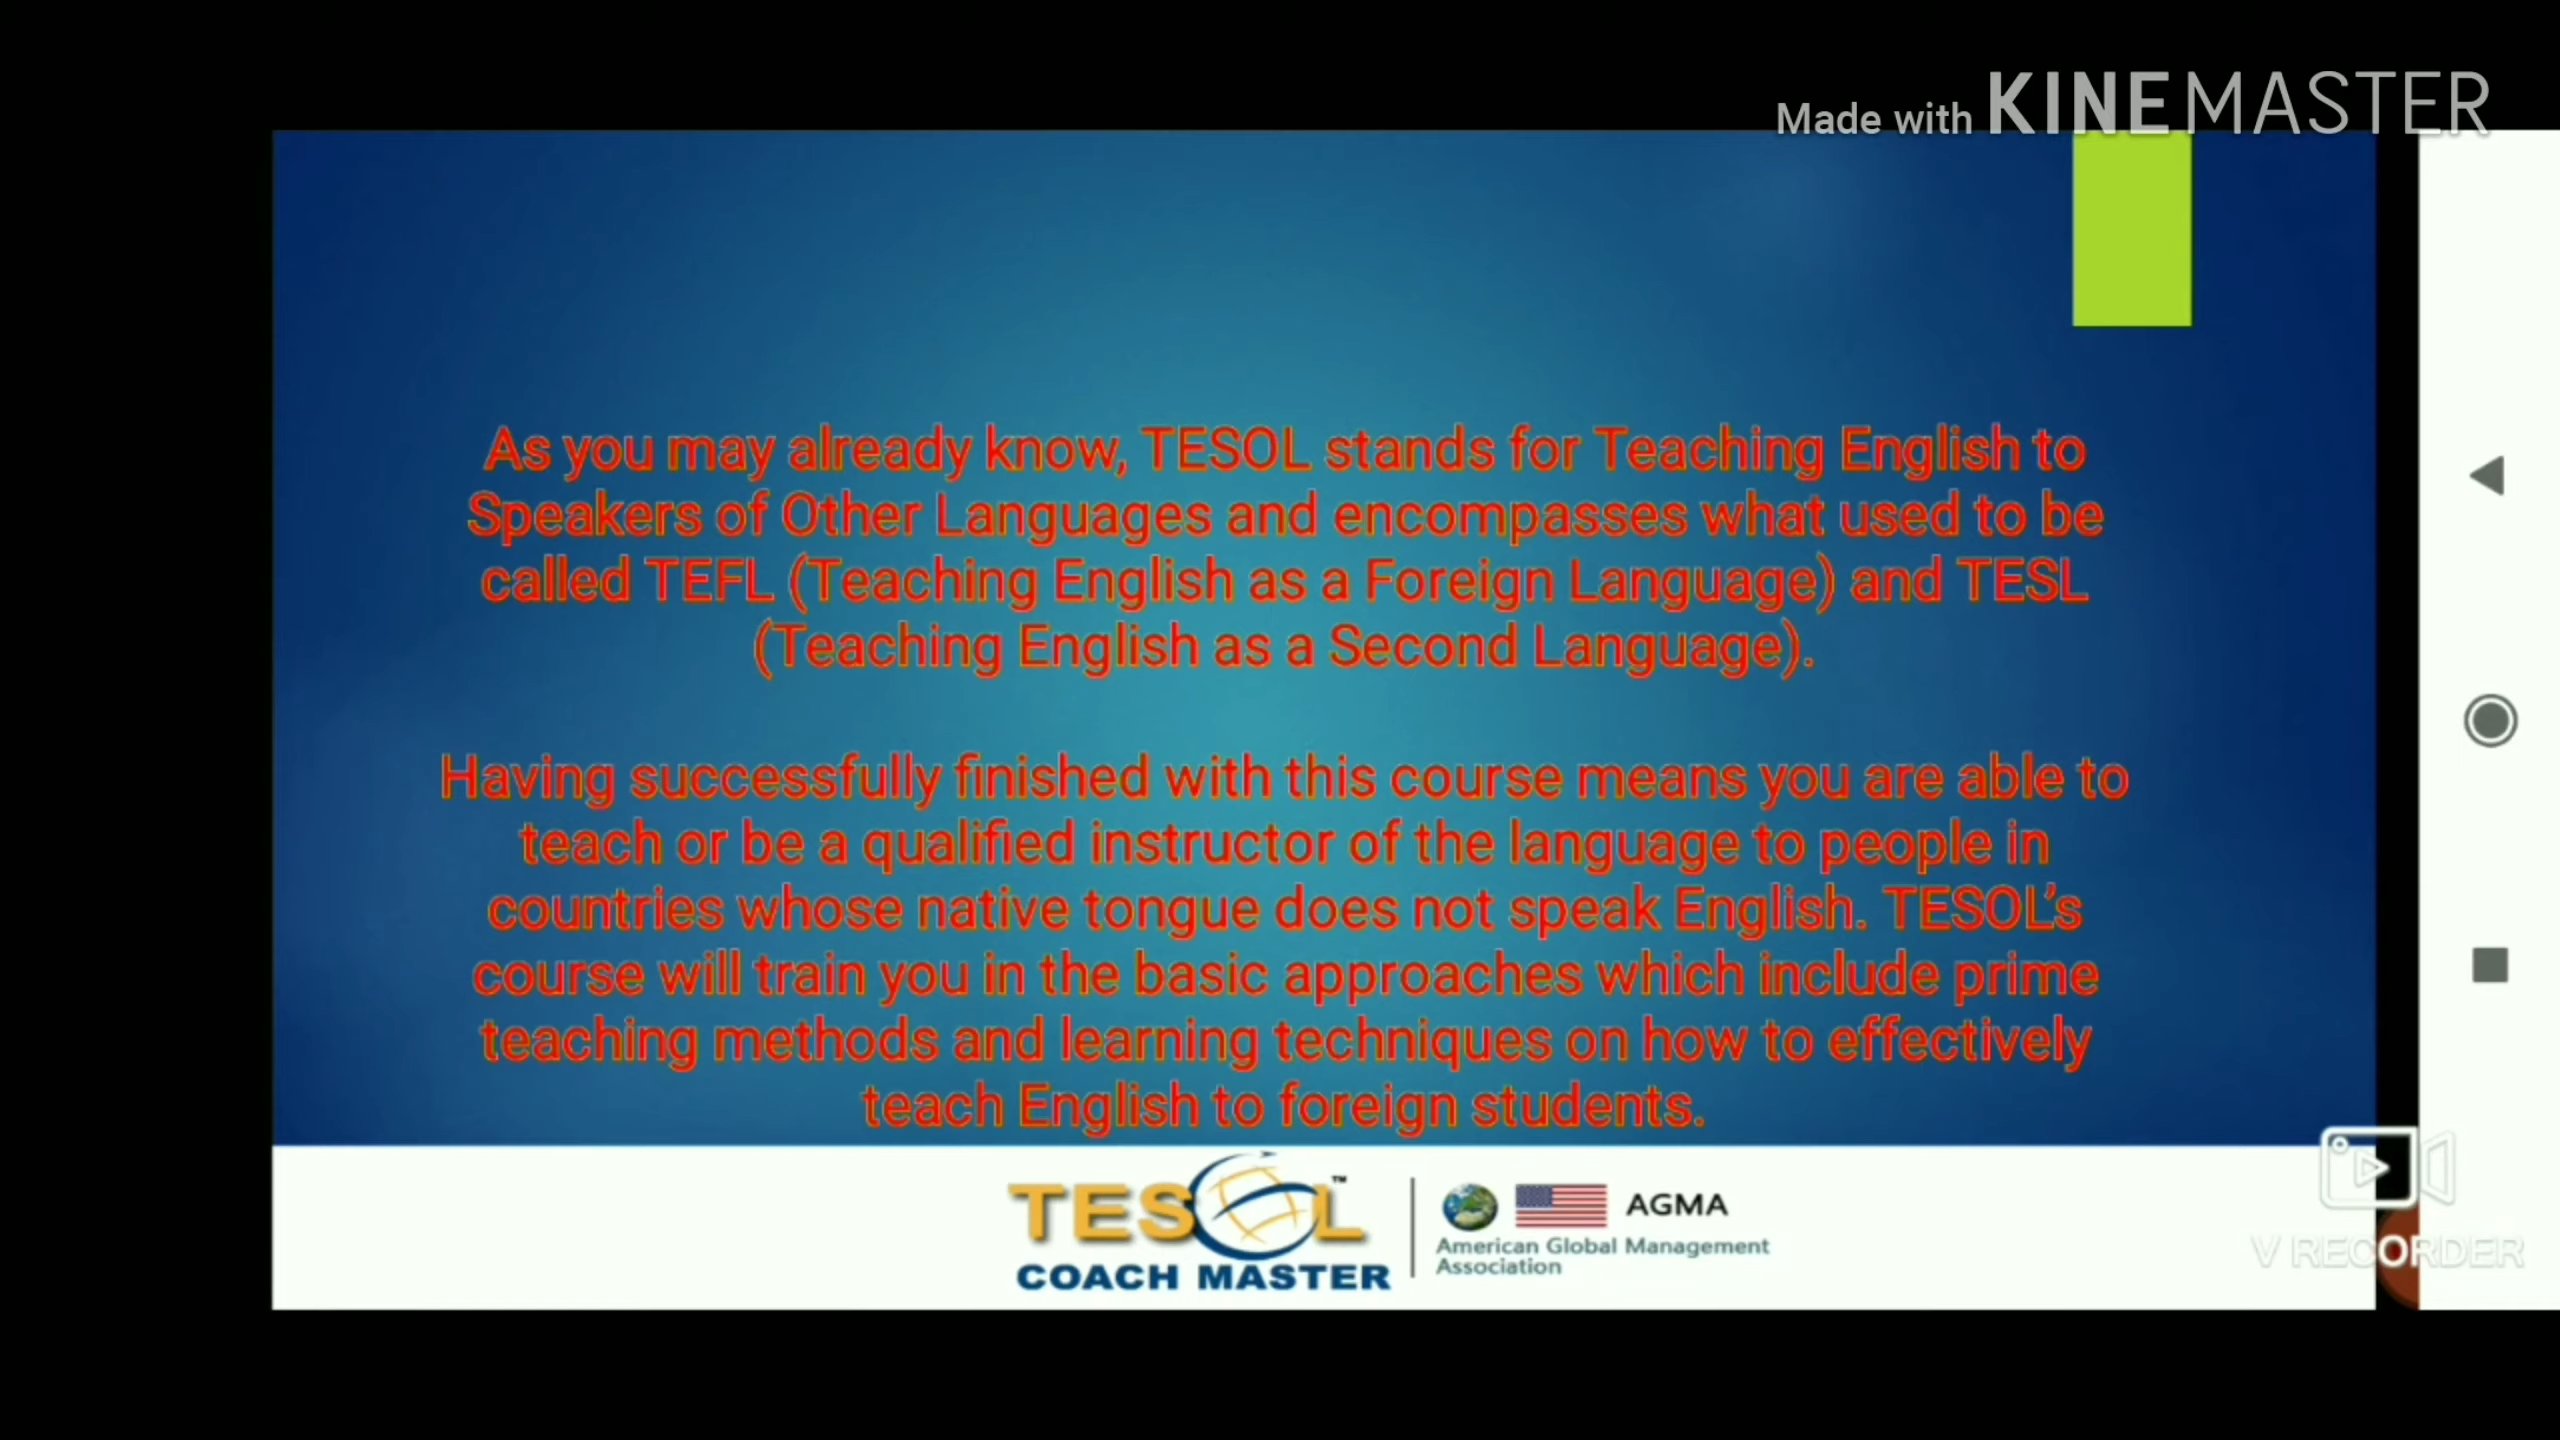 Made with KINEMASTER
As you may already know, TESOL stands for Teaching English to
Speakers of Other Languages and encompasses what used to be
called TEFL (Teaching English as a Foreign Language) and TESL
(Teaching English as a Second Language).
Having successfully finished with this course means you are able to
teach or be a qualified instructor of the language to people in
countries whose native tongue does not speak English. TESOL's
course will train you in the basic approaches which include prime
teaching methods and learning techniques on how to effectively
teach English to foreign students.
TESOL™
COACH MASTER
AGMA
American Global Management
Association
V RECORDER